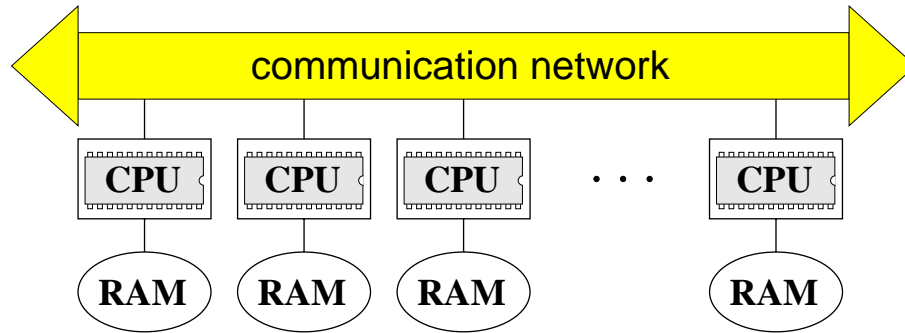 communication network
CPU CPU CPU . . . CPU
RAM RAM RAM RAM